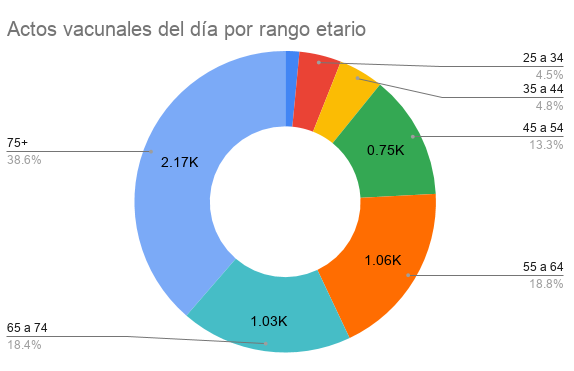 Actos vacunales del día por rango etario
25 a 34
4.5%
35 a 44
4.8%
45 a 54
13.3%
75+
38.6%
2.17K
0.75K
55 a 64
18.8%
1.06K
1.03K
65 a 74
18.4%